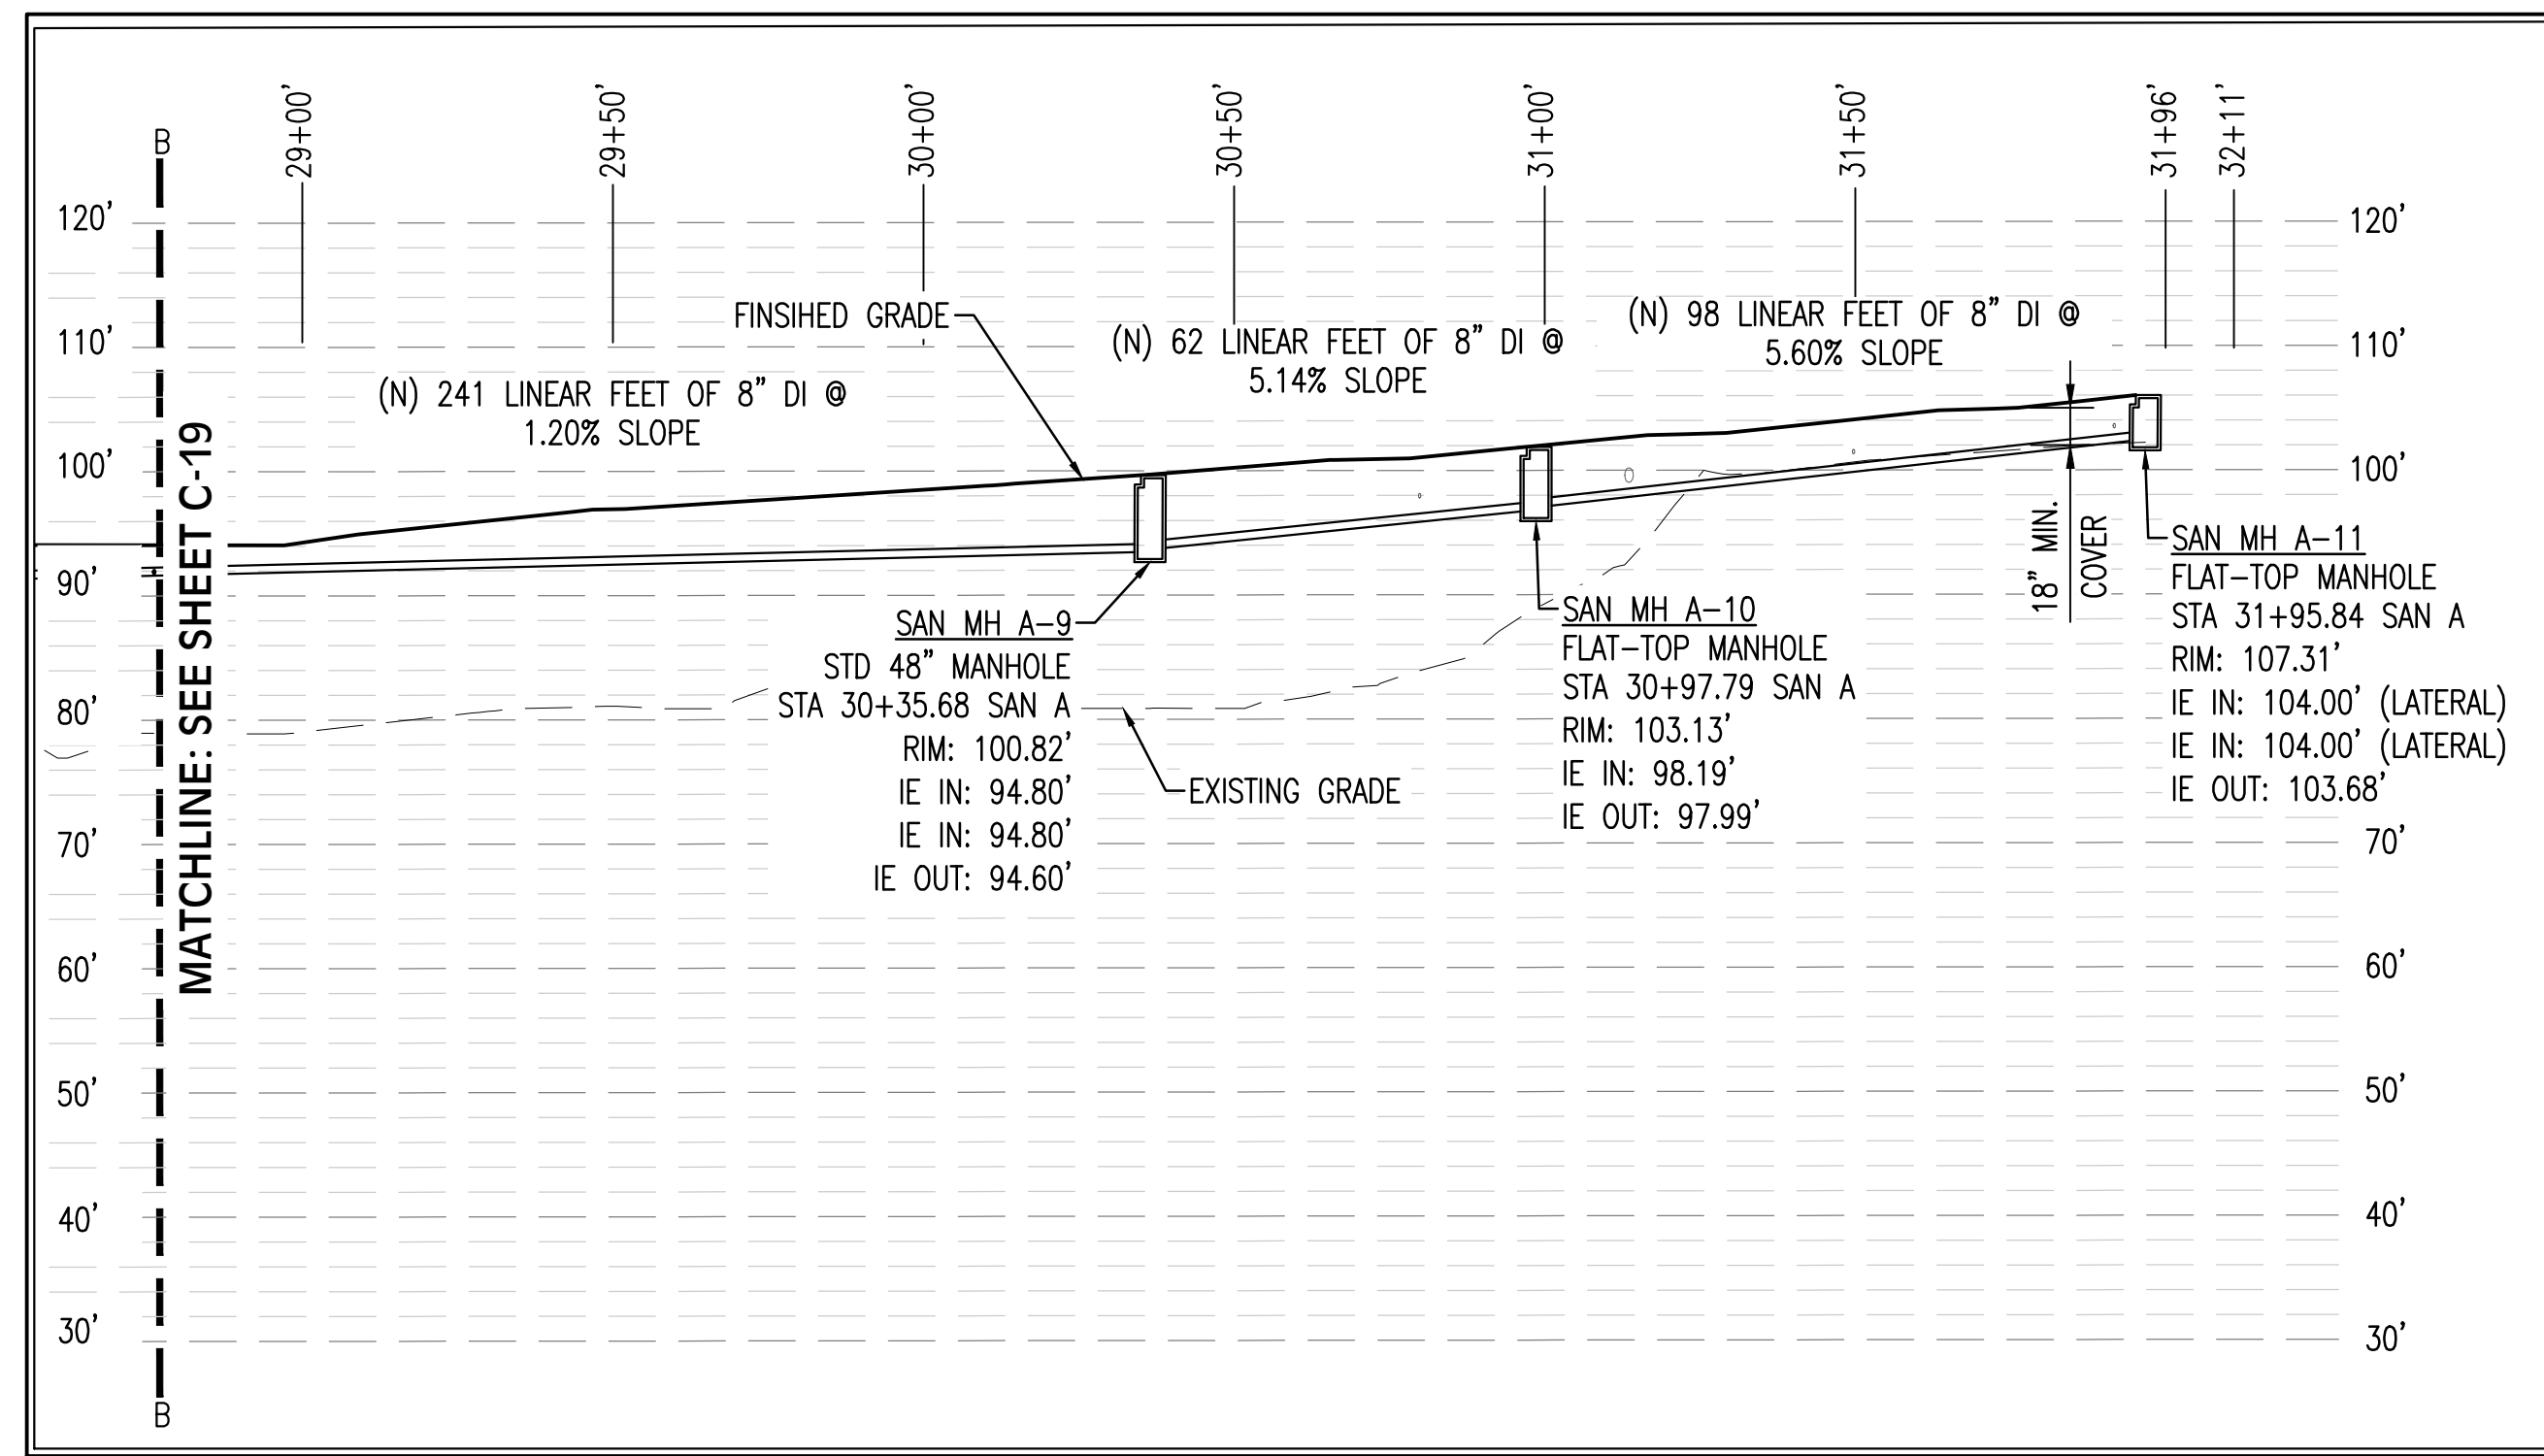 29+00'
29+50'
30+00'
30+50'
31+00'
31+50'
31+96'
32+11'
B
120'
120'
110'
110'
100'
100'
90'
80'
70'
70'
60'
60'
50'
50'
40'
40'
30'
30'
MATCHLINE: SEE SHEET C-19
B
FINSIHED GRADE
(N) 241 LINEAR FEET OF 8" DI @
1.20% SLOPE
(N) 62 LINEAR FEET OF 8" DI @
5.14% SLOPE
(N) 98 LINEAR FEET OF 8" DI @
5.60% SLOPE
SAN MH A-9
STD 48" MANHOLE
STA 30+35.68 SAN A
RIM: 100.82'
IE IN: 94.80'
IE IN: 94.80'
IE OUT: 94.60'
EXISTING GRADE
SAN MH A-10
FLAT-TOP MANHOLE
STA 30+97.79 SAN A
RIM: 103.13'
IE IN: 98.19'
IE OUT: 97.99'
18" MIN.
COVER
SAN MH A-11
FLAT-TOP MANHOLE
STA 31+95.84 SAN A
RIM: 107.31'
IE IN: 104.00' (LATERAL)
IE IN: 104.00' (LATERAL)
IE OUT: 103.68'